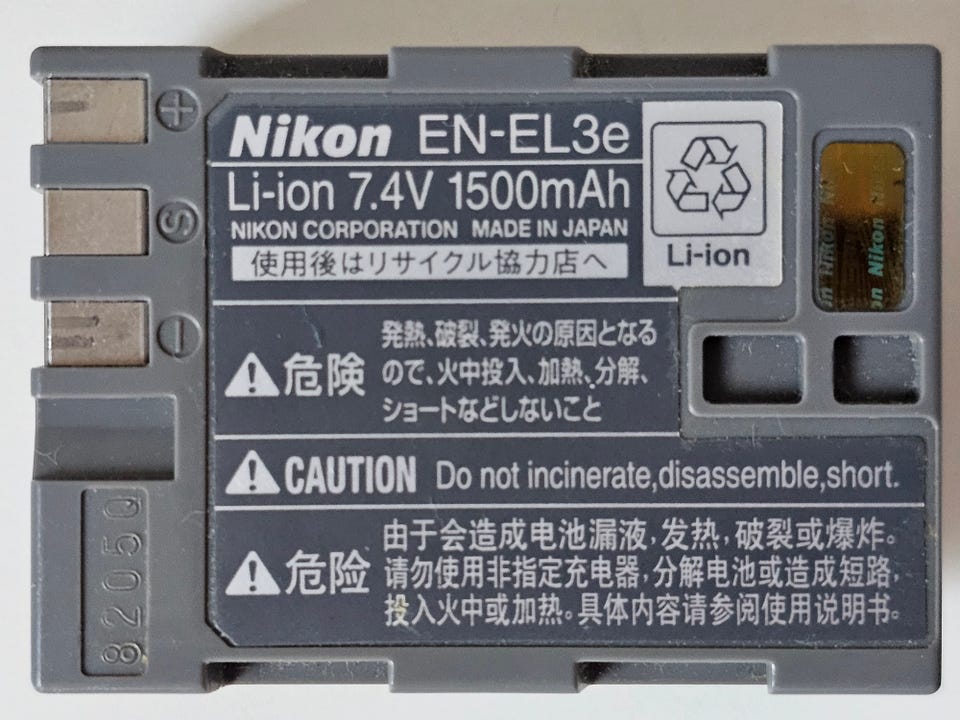 +
S
−
Nikon EN-EL3e
Li-ion 7.4V 1500mAh
NIKON CORPORATION MADE IN JAPAN
使用後はリサイクル協力店へ
Li-ion
Nikon
危険
発熱、破裂、発火の原因となる
ので、火中投入、加熱、分解、
ショートなどしないこと
CAUTION Do not incinerate,disassemble,short.
危险
由于会造成电池漏液,发热,破裂或爆炸。
请勿使用非指定充电器,分解电池或造成短路,
投入火中或加热。具体内容请参阅使用说明书。
82050